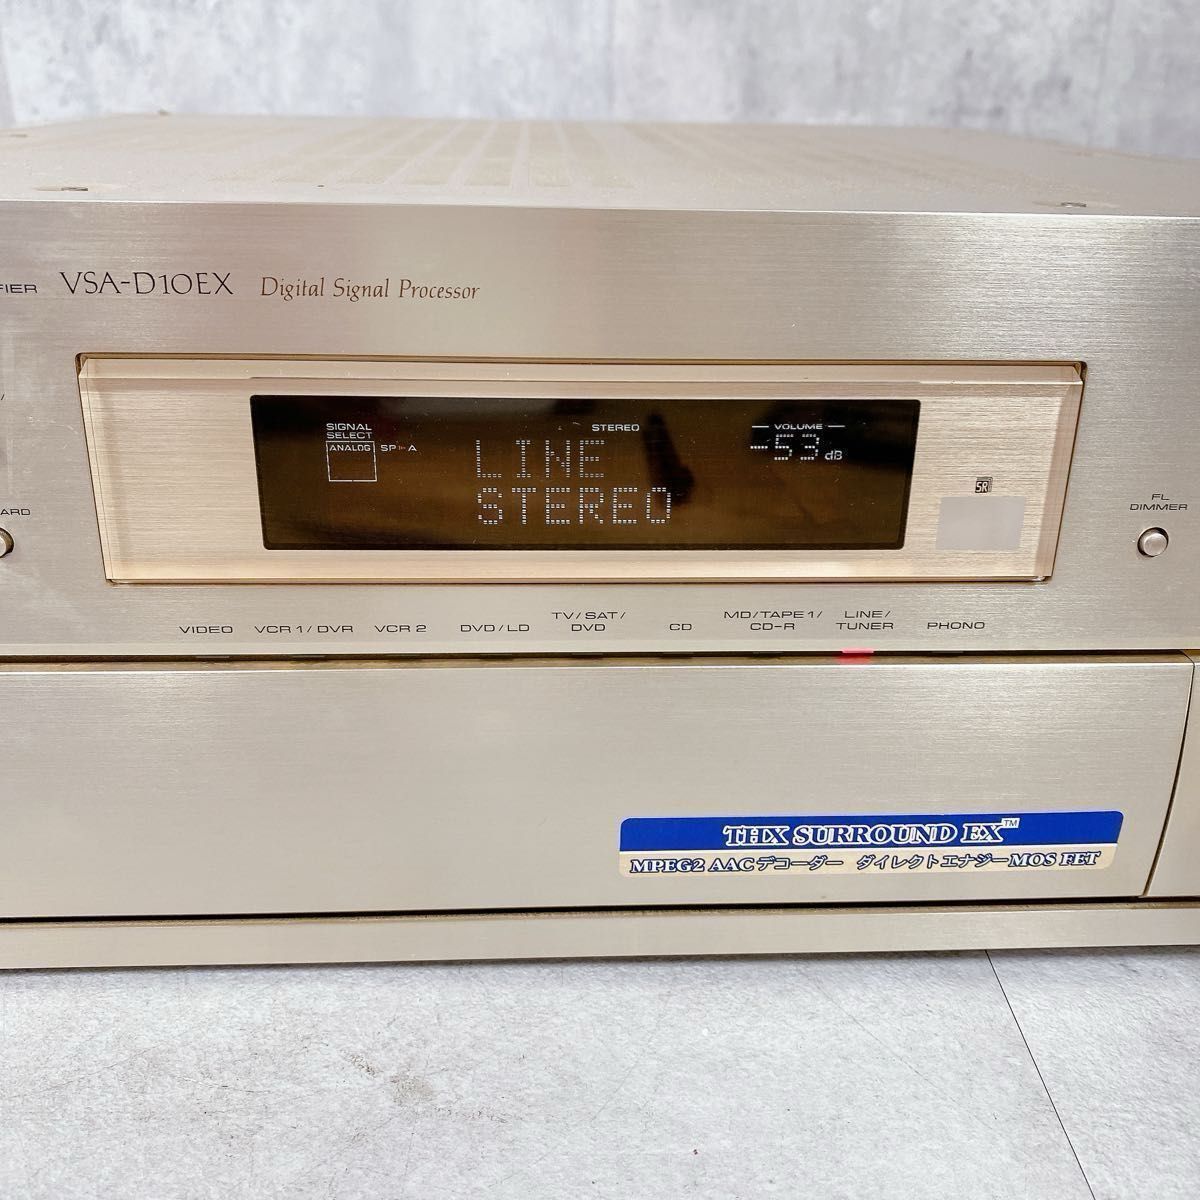 FIER VSA-D10EX Digital Signal Processor
SIGNAL
SELECT
ANALOG SP A
STEREO
LINE
STEREO
VOLUME
-53 dB
SR
ARD
FL
DIMMER
VIDEO VCR 1/DVR VCR 2 DVD/LD TV/SAT/DVD CD MD/TAPE 1/CD-R LINE/TUNER PHONO
THX SURROUND EX™
MPEG2 AACデコーダー ダイレクトエナジーMOS FET